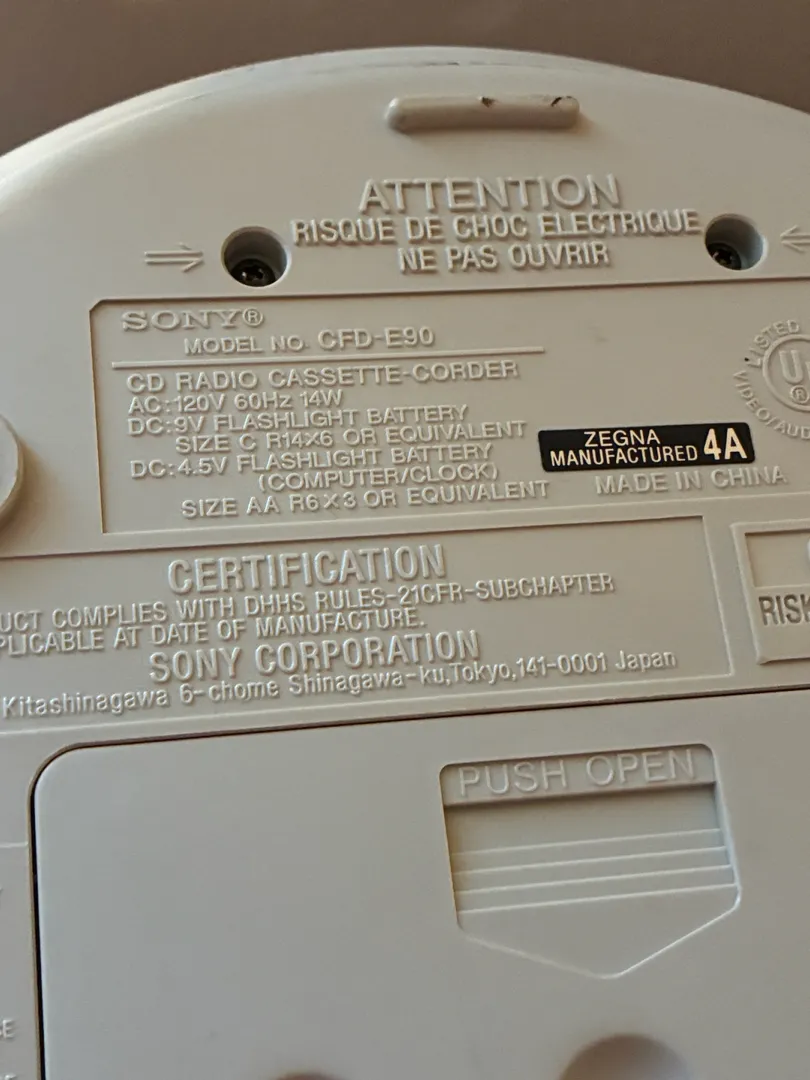 ATTENTION
RISQUE DE CHOC ELECTRIQUE
NE PAS OUVRIR
SONY®
MODEL NO. CFD-E90
CD RADIO CASSETTE-CORDER
AC:120V 60Hz 14W
DC:9V FLASHLIGHT BATTERY
SIZE C R14×6 OR EQUIVALENT
DC:4.5V FLASHLIGHT BATTERY
(COMPUTER/CLOCK)
SIZE AA R6×3 OR EQUIVALENT
LISTED
U
®
VIDEO/AUD
ZEGNA
MANUFACTURED 4A
MADE IN CHINA
CERTIFICATION
UCT COMPLIES WITH DHHS RULES-21CFR-SUBCHAPTER
PLICABLE AT DATE OF MANUFACTURE.
SONY CORPORATION
Kitashinagawa 6-chome Shinagawa-ku,Tokyo,141-0001 Japan
RISK
PUSH OPEN